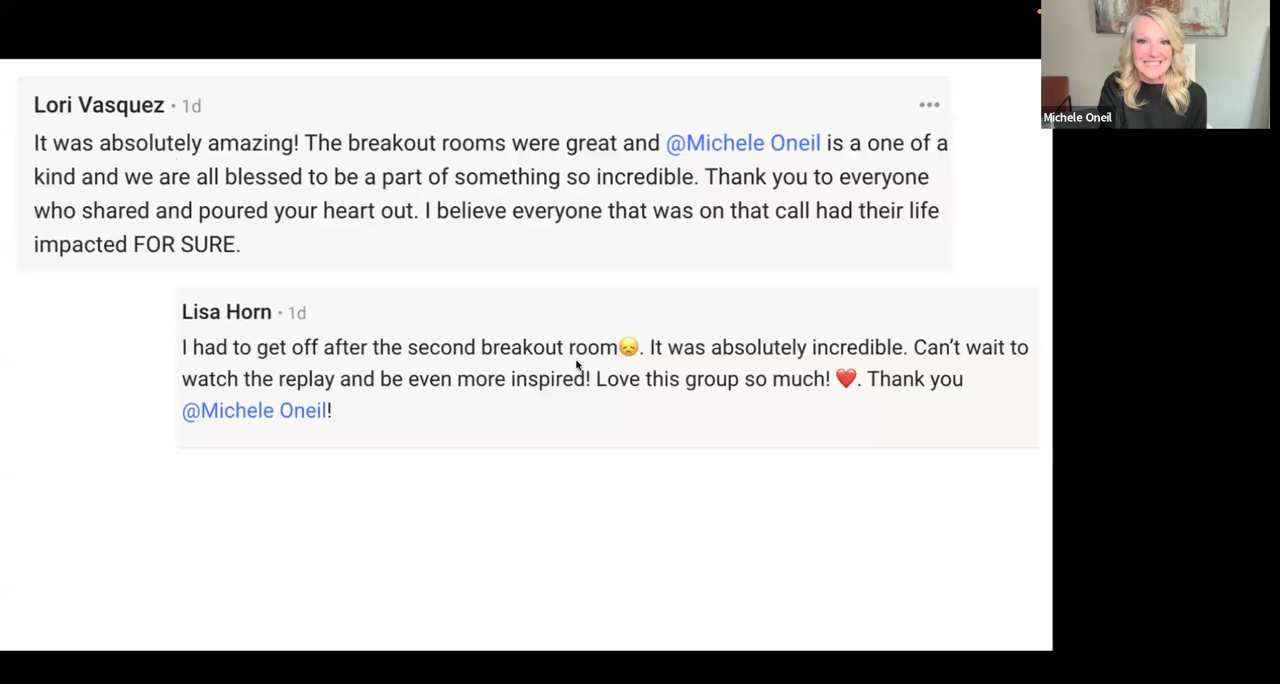 Lori Vasquez · 1d
It was absolutely amazing! The breakout rooms were great and @Michele Oneil is a one of a
kind and we are all blessed to be a part of something so incredible. Thank you to everyone
who shared and poured your heart out. I believe everyone that was on that call had their life
impacted FOR SURE.
Lisa Horn · 1d
I had to get off after the second breakout room😞. It was absolutely incredible. Can’t wait to
watch the replay and be even more inspired! Love this group so much! ❤️. Thank you
@Michele Oneil!
Michele Oneil